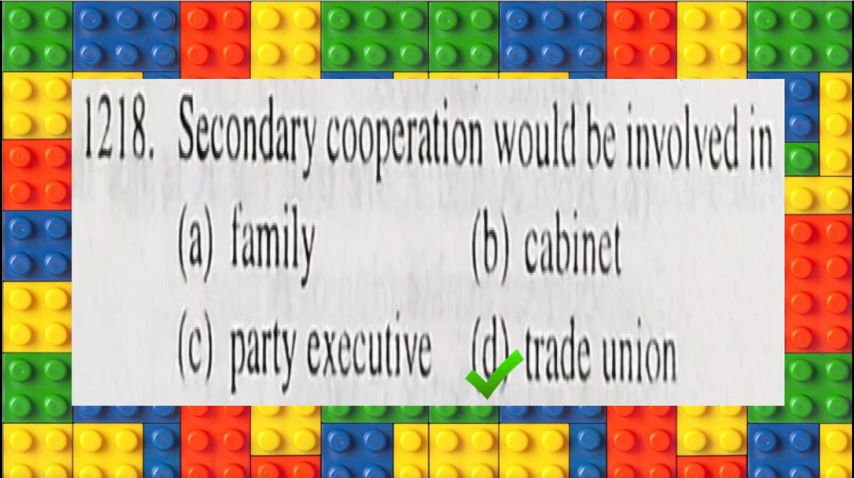 1218. Secondary cooperation would be involved in
(a) family (b) cabinet
(c) party executive (d) trade union